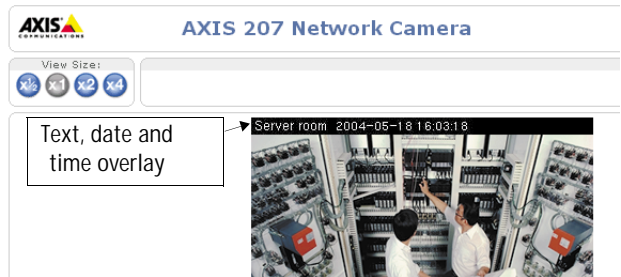 AXIS
COMMUNICATIONS
AXIS 207 Network Camera
View Size:
x½ x1 x2 x4
Text, date and
time overlay
Server room 2004-05-18 16:03:18